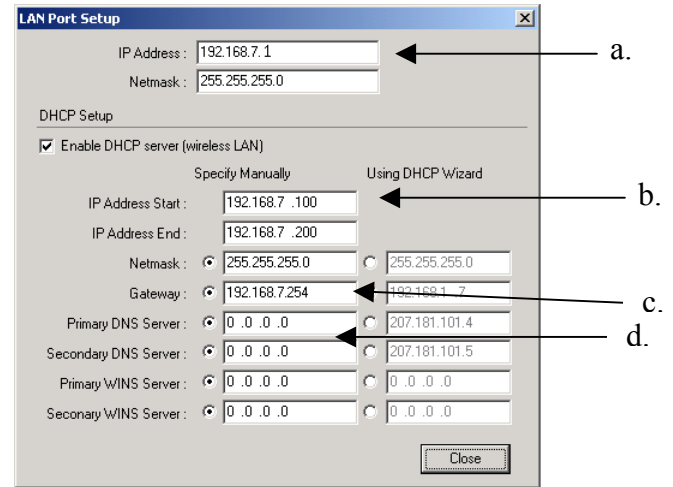 LAN Port Setup
IP Address : 192.168.7. 1 a.
Netmask : 255.255.255.0
DHCP Setup
Enable DHCP server (wireless LAN)
Specify Manually Using DHCP Wizard
IP Address Start : 192.168.7 .100 b.
IP Address End : 192.168.7 .200
Netmask : 255.255.255.0 255.255.255.0
Gateway : 192.168.7.254 192.168.1 .7 c.
Primary DNS Server : 0 .0 .0 .0 207.181.101.4 d.
Secondary DNS Server : 0 .0 .0 .0 207.181.101.5
Primary WINS Server : 0 .0 .0 .0 0 .0 .0 .0
Seconary WINS Server : 0 .0 .0 .0 0 .0 .0 .0
Close